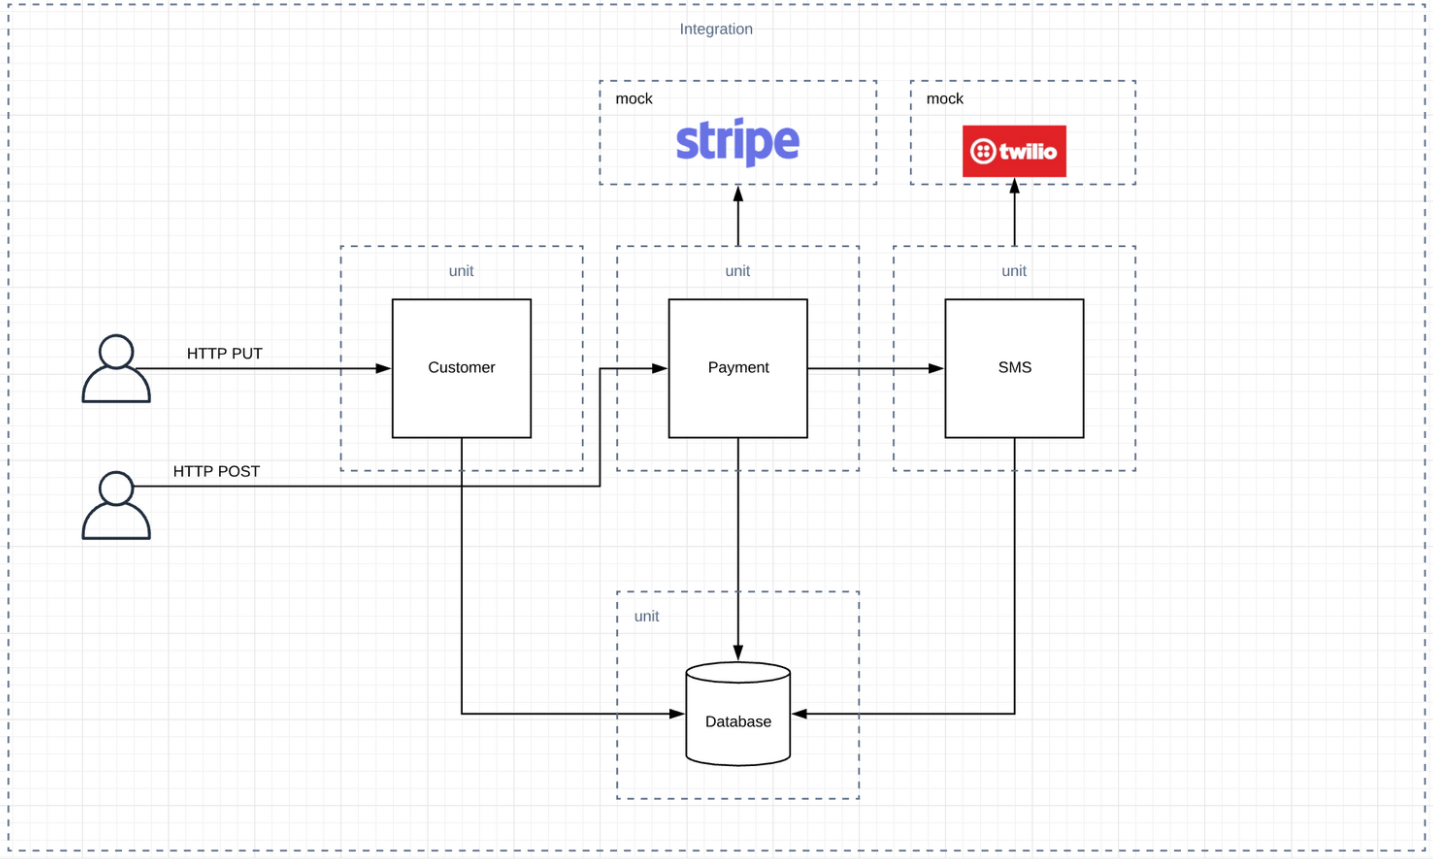 Integration
mock
stripe
mock
twilio
unit
unit
unit
HTTP PUT
Customer
Payment
SMS
HTTP POST
unit
Database